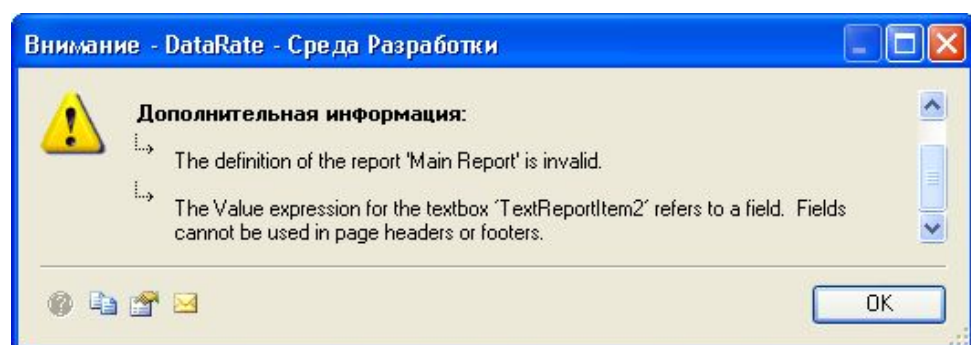 Внимание - DataRate - Среда Разработки
Дополнительная информация:
The definition of the report 'Main Report' is invalid.
The Value expression for the textbox 'TextReportItem2' refers to a field. Fields
cannot be used in page headers or footers.
OK